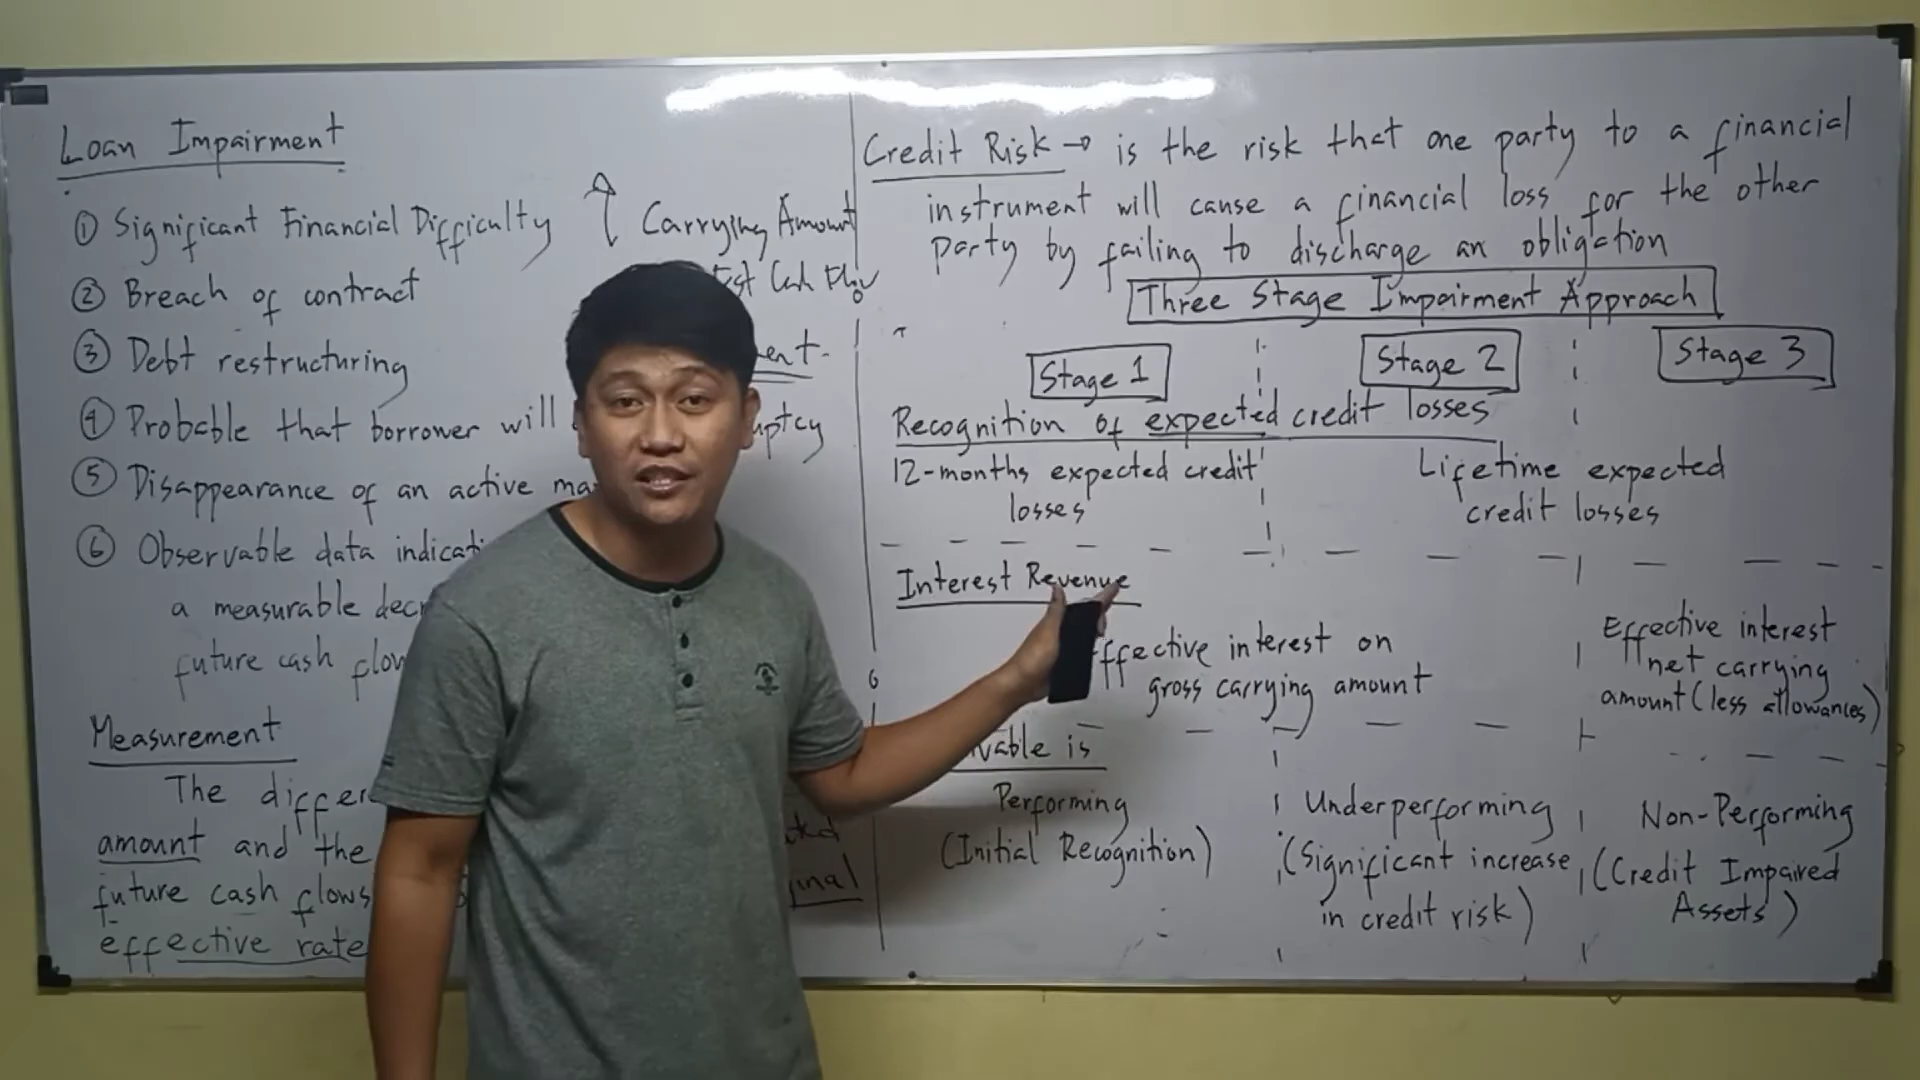 Loan Impairment
① Significant Financial Difficulty
② Breach of contract
③ Debt restructuring
④ Probable that borrower will
⑤ Disappearance of an active
⑥ Observable data
a measurable
future cash
Carrying Amount
Measurement
The
amount and the
future cash flows
effective rate
Credit Risk → is the risk that one party to a financial
instrument will cause a financial loss for the other
party by failing to discharge an obligation
Three Stage Impairment Approach
Stage 1 Stage 2 Stage 3
Recognition of expected credit losses
12-months expected credit
losses
Lifetime expected
credit losses
Interest Revenue
interest on
gross carrying amount
Effective interest
net carrying
amount (less allowances)
is
Performing
(Initial Recognition)
Underperforming
(Significant increase
in credit risk)
Non-Performing
(Credit Impaired
Assets)